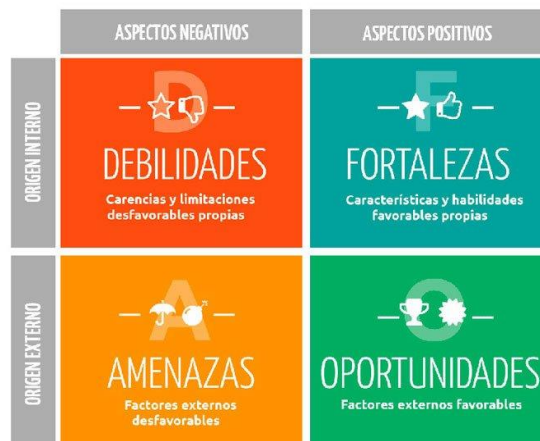 ASPECTOS NEGATIVOS
ASPECTOS POSITIVOS
ORIGEN INTERNO
D
DEBILIDADES
Carencias y limitaciones
desfavorables propias
F
FORTALEZAS
Características y habilidades
favorables propias
ORIGEN EXTERNO
A
AMENAZAS
Factores externos
desfavorables
O
OPORTUNIDADES
Factores externos favorables